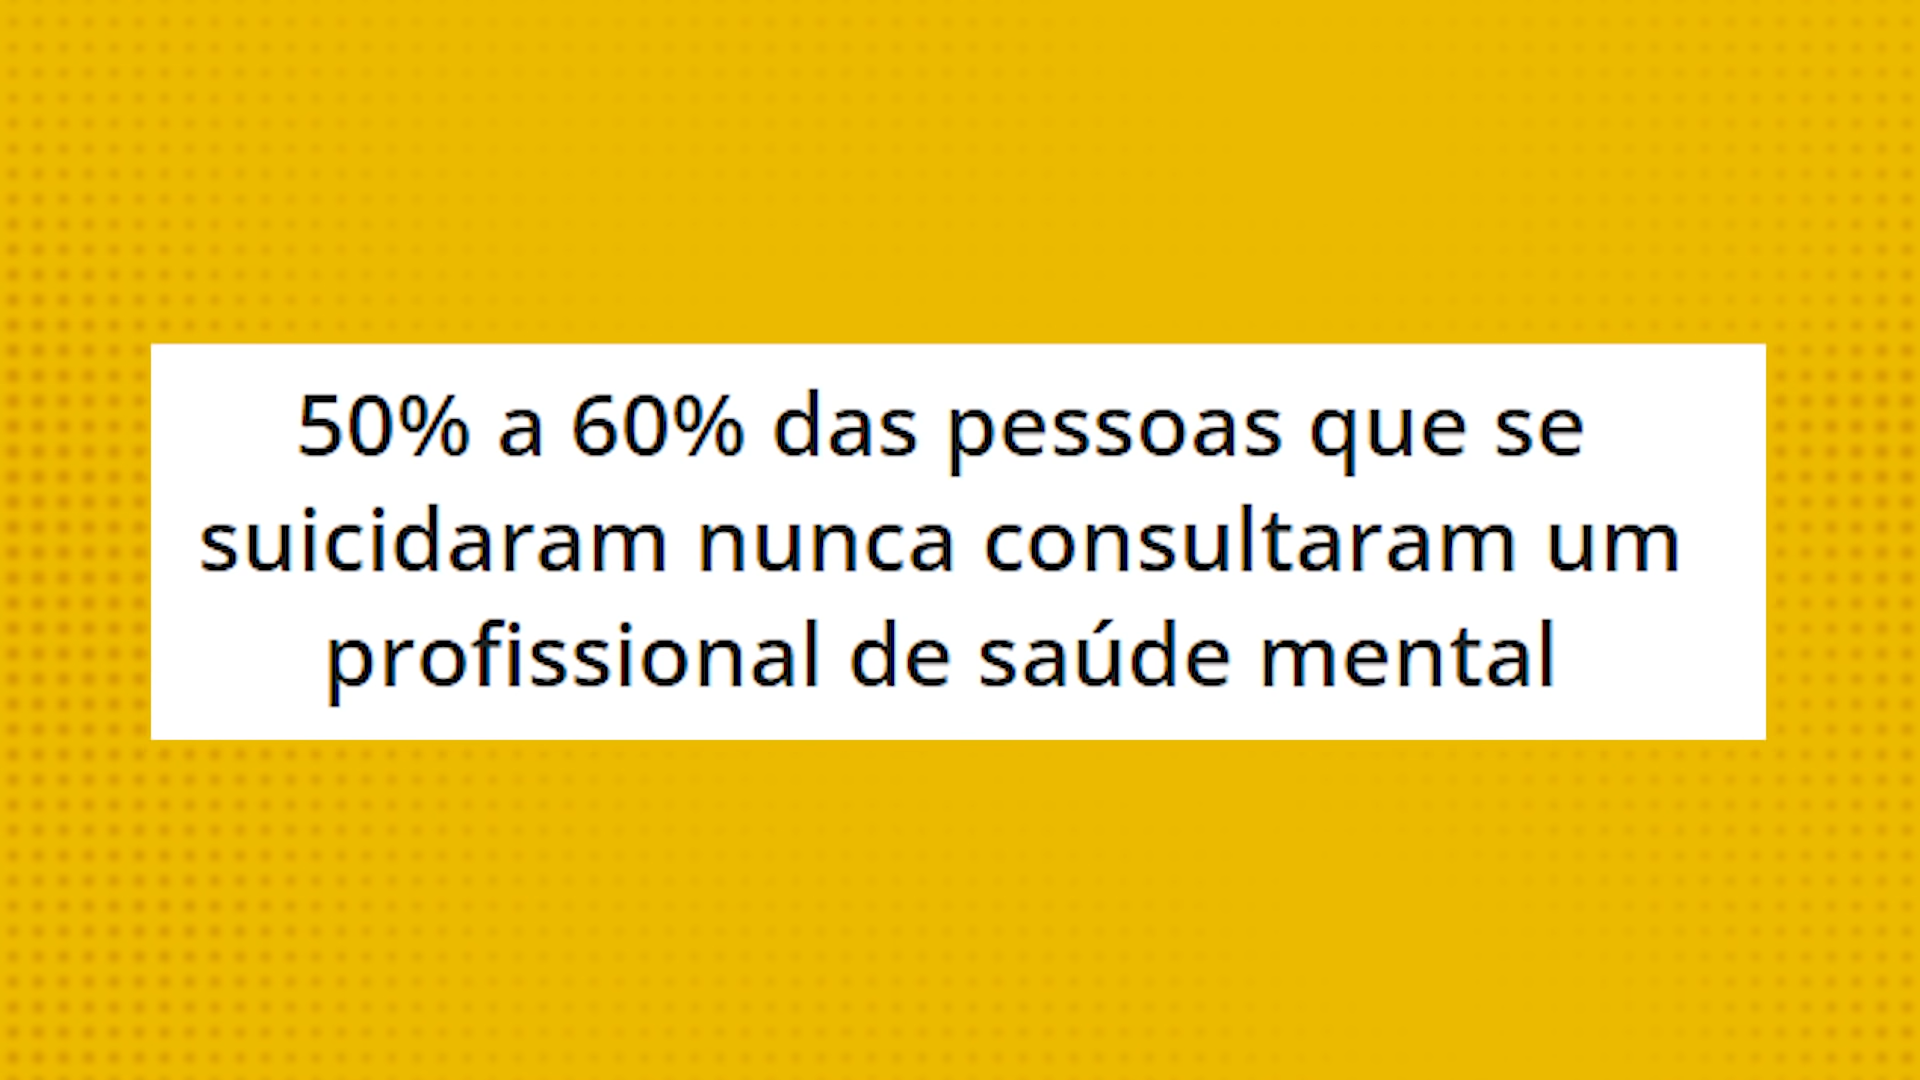 50% a 60% das pessoas que se
suicidaram nunca consultaram um
profissional de saúde mental